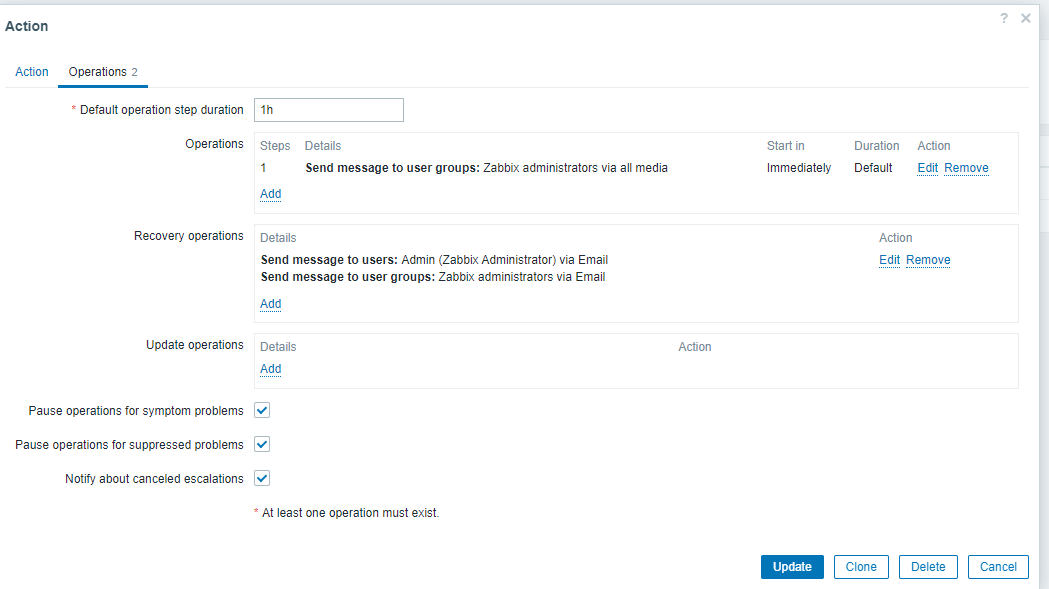 Action
? ×
Action Operations 2
* Default operation step duration 1h
Operations
Steps Details Start in Duration Action
1 Send message to user groups: Zabbix administrators via all media Immediately Default Edit Remove
Add
Recovery operations
Details Action
Send message to users: Admin (Zabbix Administrator) via Email Edit Remove
Send message to user groups: Zabbix administrators via Email
Add
Update operations
Details Action
Add
Pause operations for symptom problems
Pause operations for suppressed problems
Notify about canceled escalations
* At least one operation must exist.
Update Clone Delete Cancel